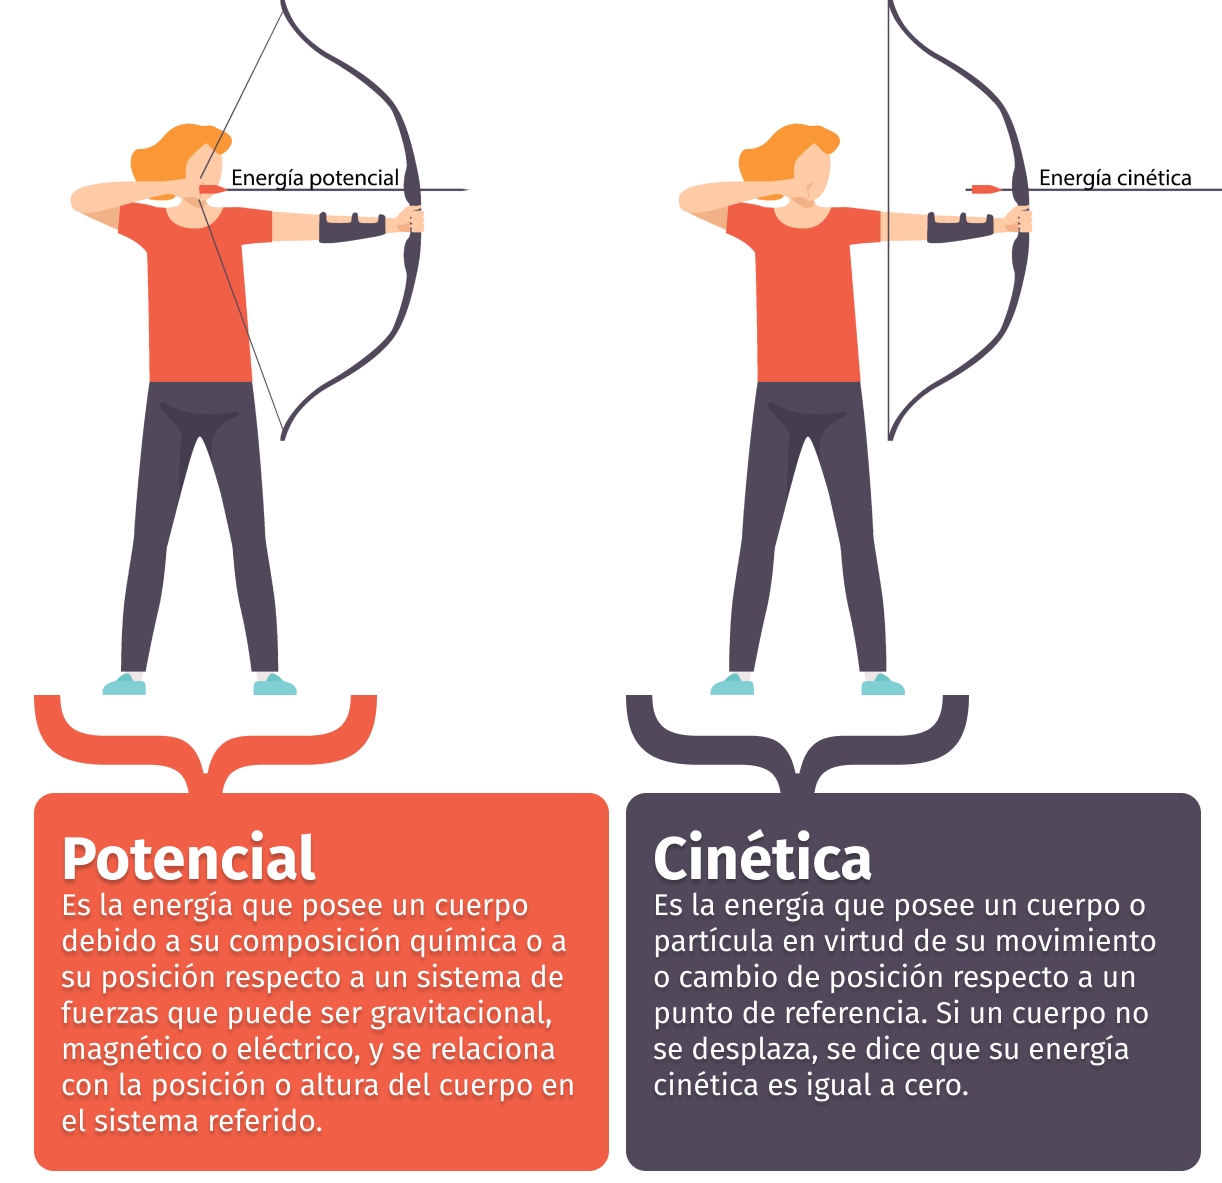 Energía potencial
Energía cinética
Potencial
Es la energía que posee un cuerpo
debido a su composición química o a
su posición respecto a un sistema de
fuerzas que puede ser gravitacional,
magnético o eléctrico, y se relaciona
con la posición o altura del cuerpo en
el sistema referido.
Cinética
Es la energía que posee un cuerpo o
partícula en virtud de su movimiento
o cambio de posición respecto a un
punto de referencia. Si un cuerpo no
se desplaza, se dice que su energía
cinética es igual a cero.